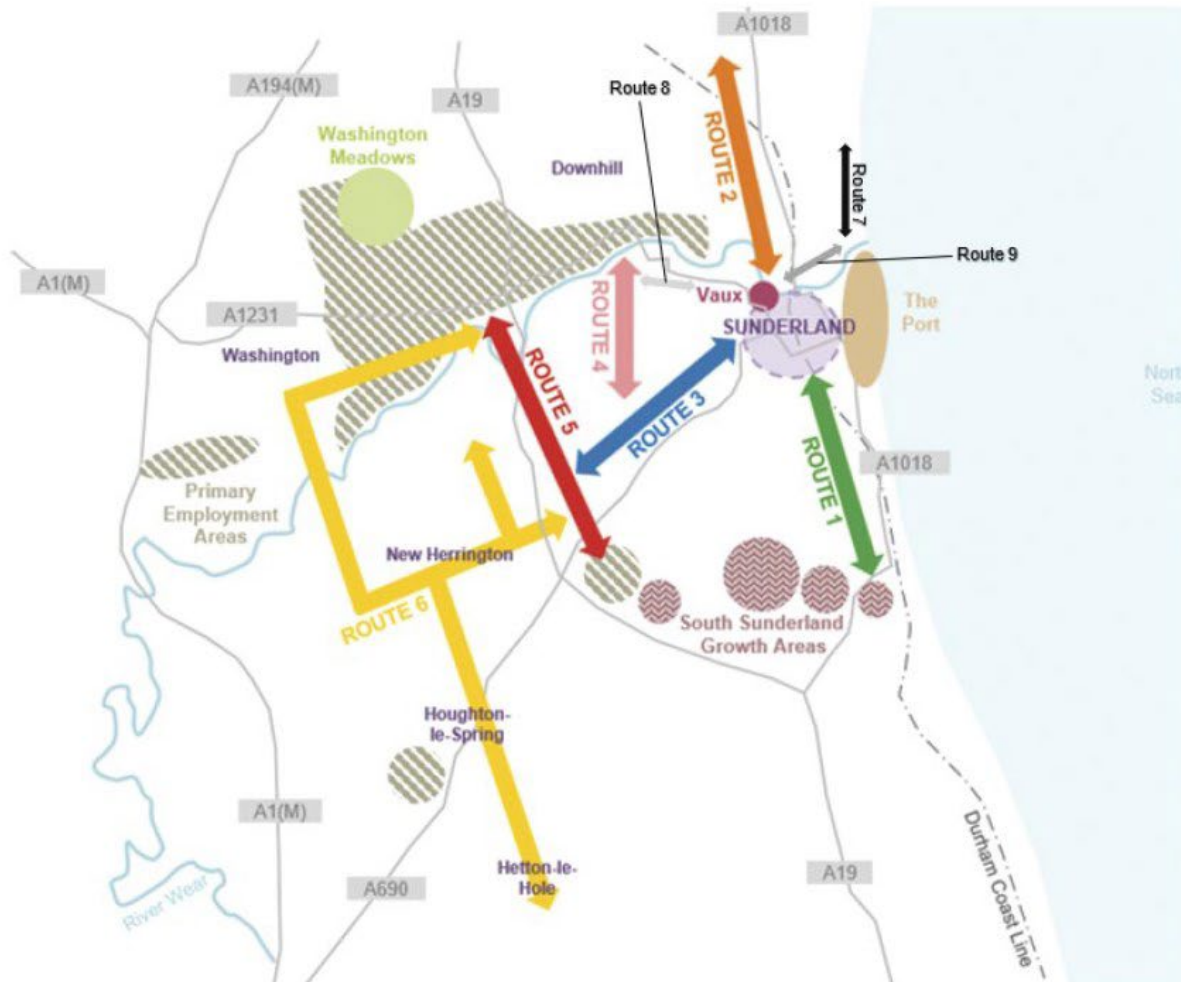 A1018
A194(M)
A19
Route 8
Washington
Meadows
Downhill
ROUTE 2
Route 7
Route 9
A1(M)
A1231
Vaux
SUNDERLAND
The
Port
Washington
ROUTE 4
ROUTE 5
ROUTE 3
Nort
Sea
A1018
ROUTE 1
Primary
Employment
Areas
New Herrington
ROUTE 6
South Sunderland
Growth Areas
Houghton-
le-Spring
A1(M)
A690
Hetton-le-
Hole
A19
Durham Coast Line
River Wear